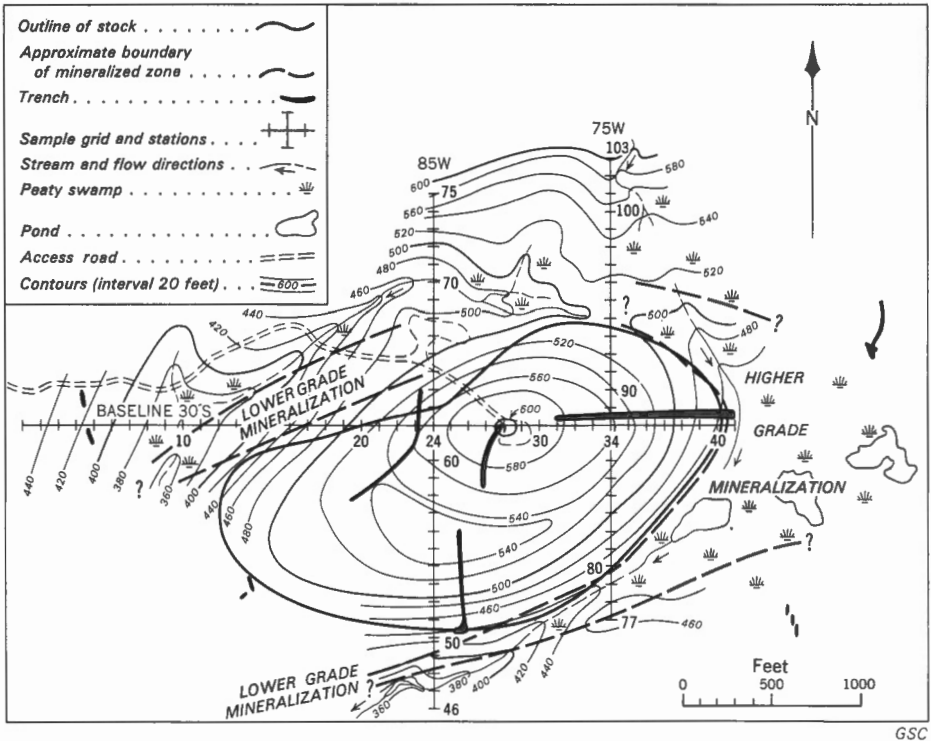 Outline of stock
Approximate boundary
of mineralized zone
Trench
Sample grid and stations
Stream and flow directions
Peaty swamp
Pond
Access road
Contours (interval 20 feet) 600
N
75W
103
85W
75
600
580
560
540
520
500
480
460
440
420
100
540
520
70
500
?
500
480
?
520
560
HIGHER
90
LOWER GRADE
MINERALIZATION
BASELINE 30'S
600
10
20
24
30
34
40
GRADE
60
580
440
420
400
380
360
?
400
420
440
460
480
MINERALIZATION
540
540
?
80
500
460
77
460
50
440
420
400
380
360
LOWER GRADE
MINERALIZATION ?
46
Feet
0 500 1000
GSC